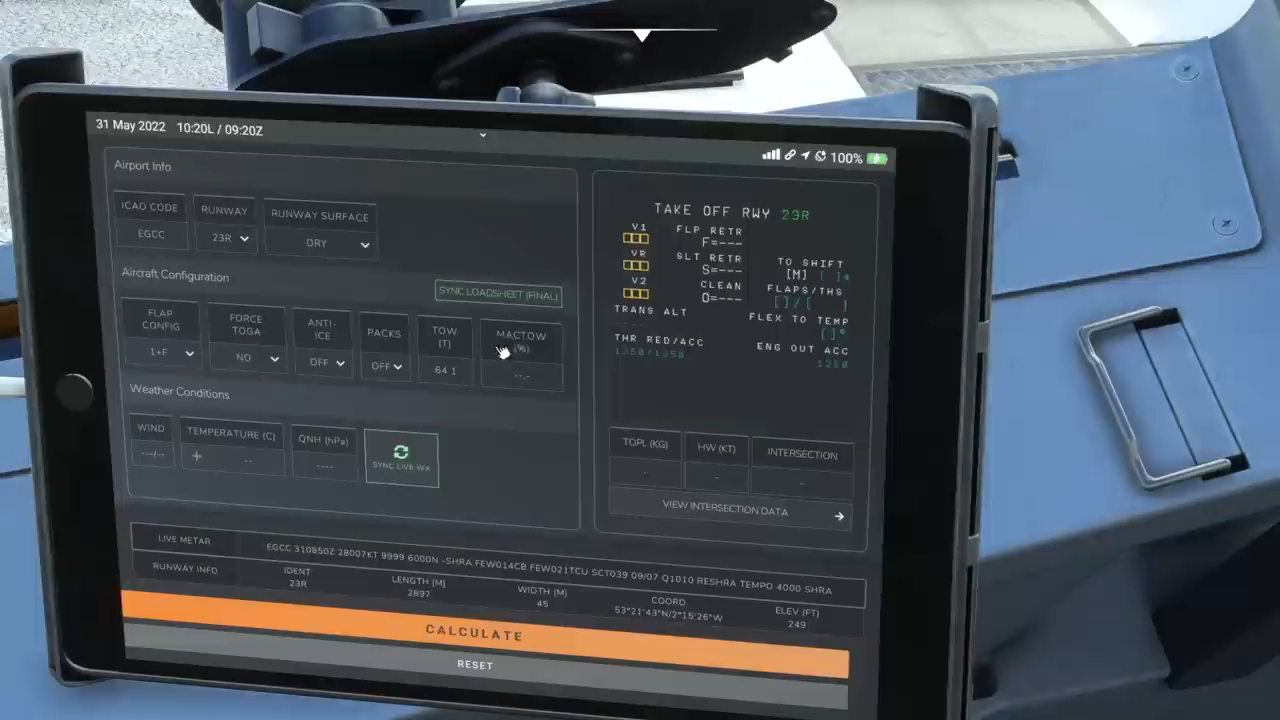 31 May 2022 10:20L / 09:20Z
100%
Airport Info
ICAO CODE
EGCC
RUNWAY
23R
RUNWAY SURFACE
DRY
Aircraft Configuration
SYNC LOADSHEET (FINAL)
FLAP CONFIG
1+F
FORCE TOGA
NO
ANTI-ICE
OFF
PACKS
OFF
TOW (T)
64.1
MACTOW (%)
--.-
Weather Conditions
WIND
---/--
TEMPERATURE (C)
+ --
QNH (hPa)
----
SYNC LIVE WX
TAKE OFF RWY 23R
V1
FLP RETR
F=---
VR
SLT RETR
S=---
TO SHIFT
[M] [ ]*
V2
CLEAN
O=---
FLAPS/THS
[]/[ ]
TRANS ALT
FLEX TO TEMP
[]°
THR RED/ACC
1250/1250
ENG OUT ACC
1250
TOPL (KG)
-
HW (KT)
-
INTERSECTION
-
VIEW INTERSECTION DATA
LIVE METAR
EGCC 310850Z 28007KT 9999 6000N -SHRA FEW014CB FEW021TCU SCT039 09/07 Q1010 RESHRA TEMPO 4000 SHRA
RUNWAY INFO
IDENT
23R
LENGTH (M)
2897
WIDTH (M)
45
COORD
53°21'43"N/2°15'26"W
ELEV (FT)
249
CALCULATE
RESET